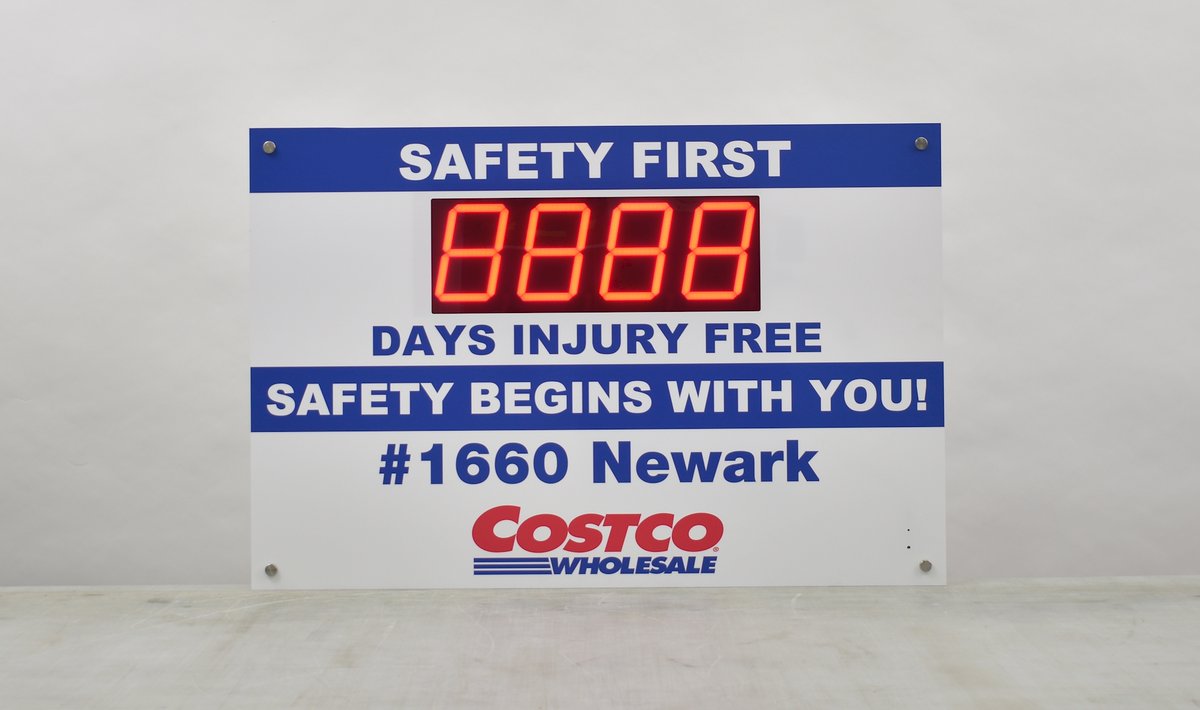 SAFETY FIRST
8888
DAYS INJURY FREE
SAFETY BEGINS WITH YOU!
#1660 Newark
COSTCO®
WHOLESALE